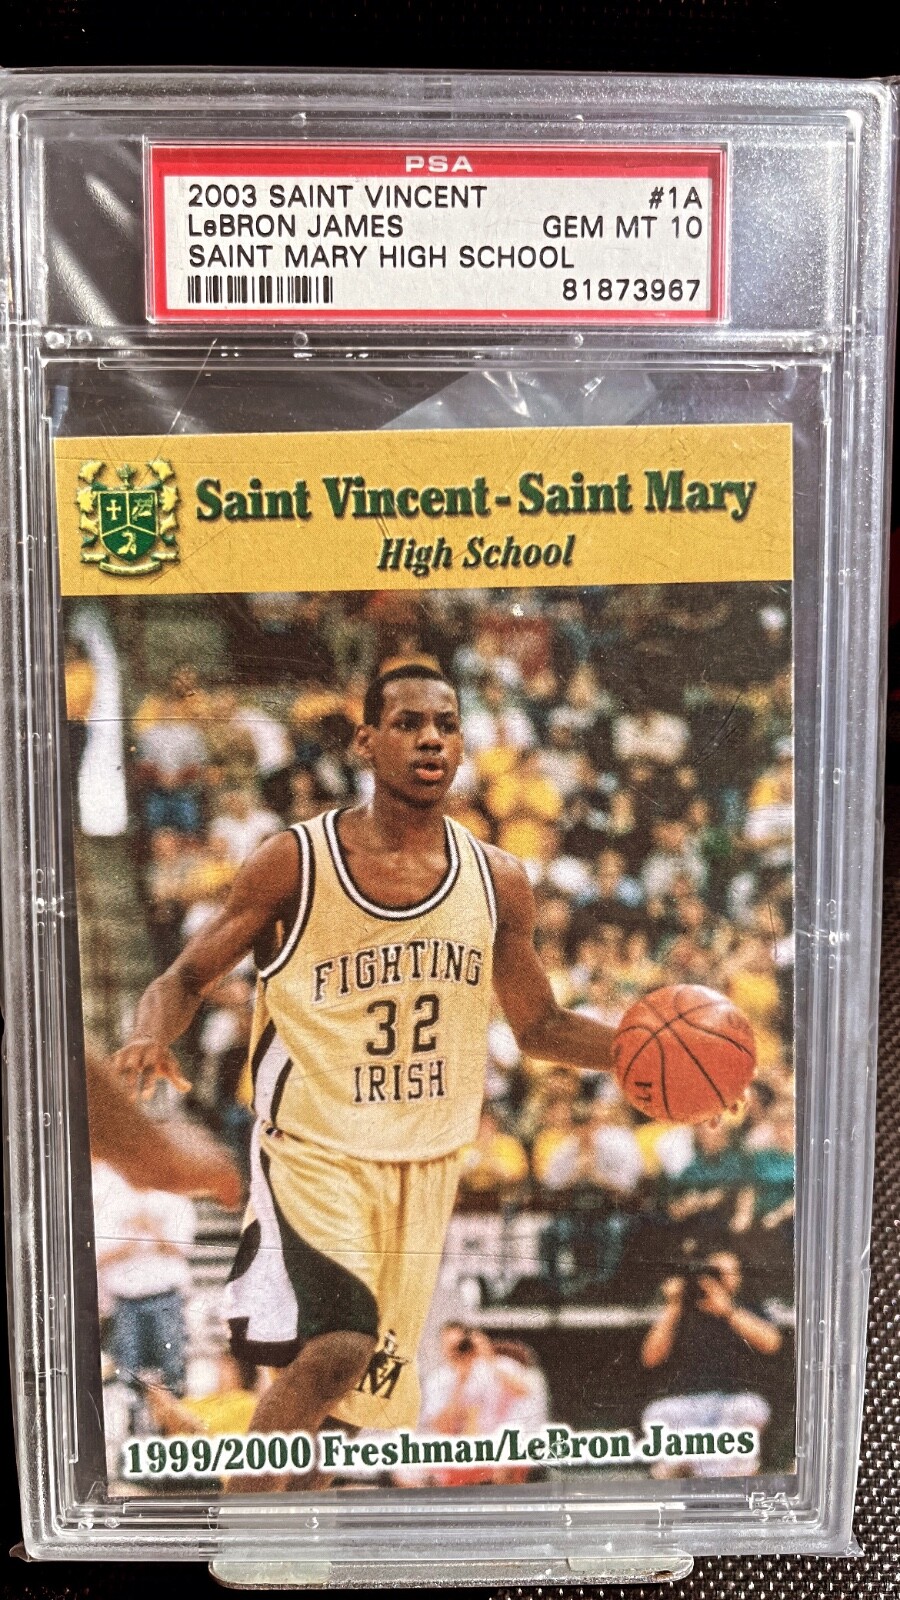 PSA
2003 SAINT VINCENT #1A
LeBRON JAMES GEM MT 10
SAINT MARY HIGH SCHOOL
81873967
Saint Vincent-Saint Mary
High School
FIGHTING
32
IRISH
1999/2000 Freshman/LeBron James
PSA